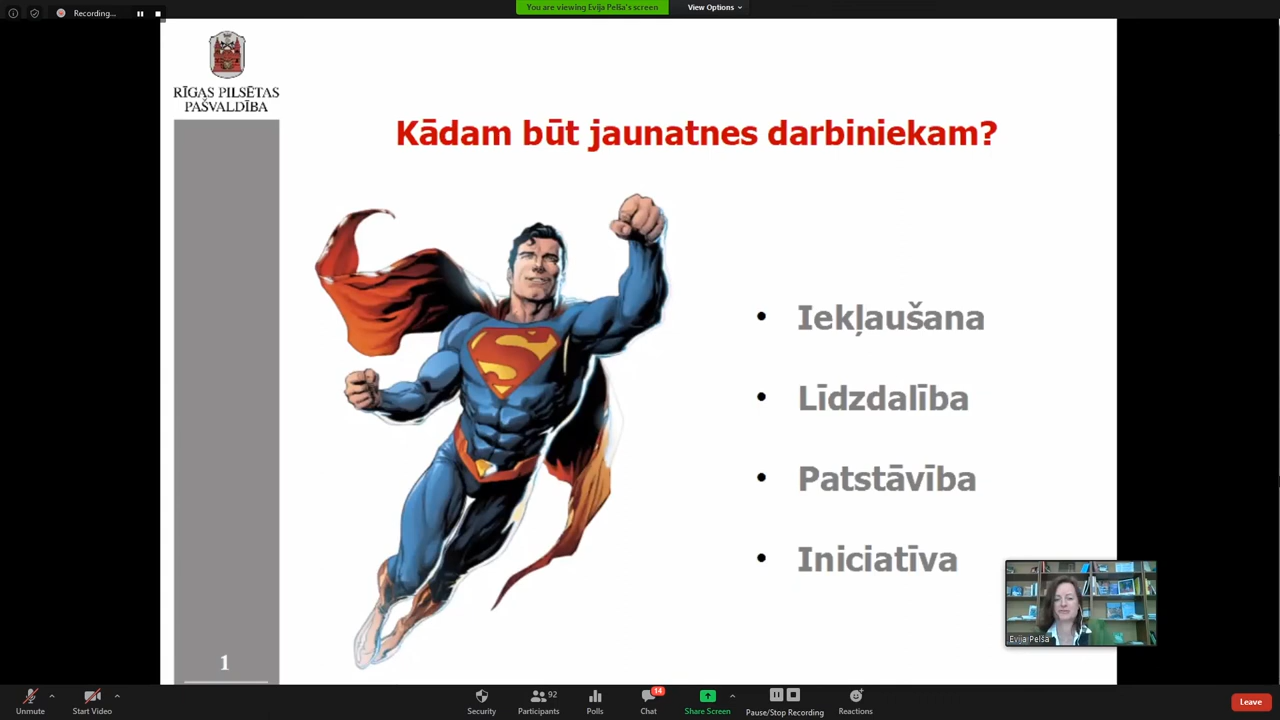 Recording...
You are viewing Evija Pelša's screen
View Options
RĪGAS PILSĒTAS
PAŠVALDĪBA
Kādam būt jaunatnes darbiniekam?
• Iekļaušana
• Līdzdalība
• Patstāvība
• Iniciatīva
Evija Pelša
1
Unmute
Start Video
Security
92
Participants
Polls
14
Chat
Share Screen
Pause/Stop Recording
Reactions
Leave